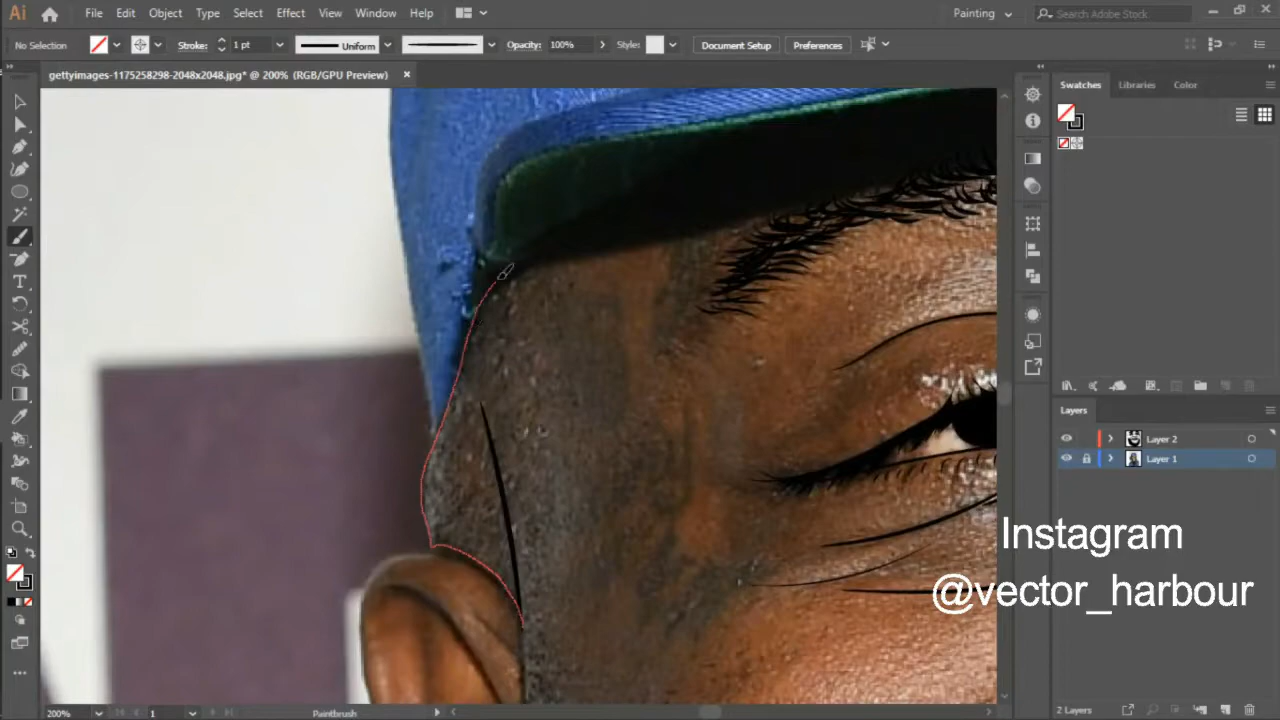 Ai File Edit Object Type Select Effect View Window Help Painting Search Adobe Stock
No Selection Stroke: 1 pt Uniform Opacity: 100% Style: Document Setup Preferences
gettyimages-1175258298-2048x2048.jpg* @ 200% (RGB/GPU Preview)
Swatches Libraries Color
Layers
Layer 2
Layer 1
Instagram
@vector_harbour
200% 1 Paintbrush 2 Layers